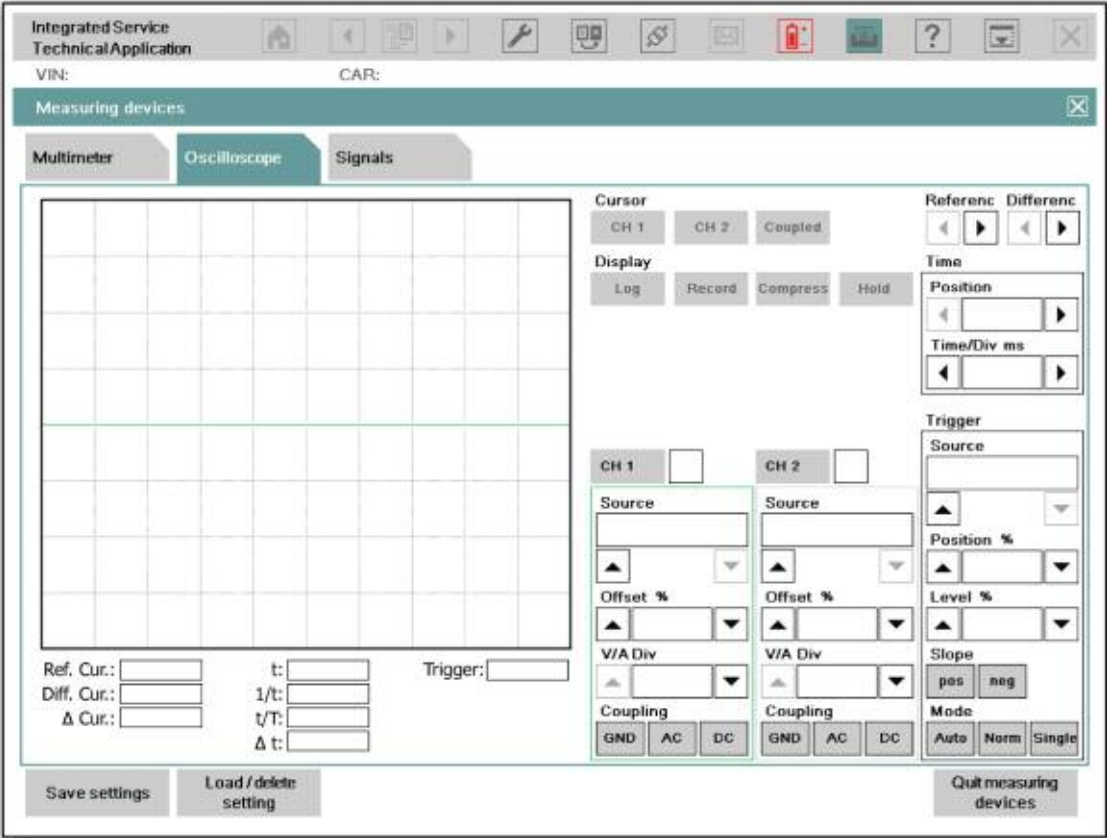 Integrated Service
Technical Application
?
VIN: CAR:
Measuring devices
Multimeter Oscilloscope Signals
Cursor
CH 1 CH 2 Coupled
Referenc Differenc
Display
Log Record Compress Hold
Time
Position
Time/Div ms
Trigger
Source
Position %
Level %
Slope
pos neg
Mode
Auto Norm Single
CH 1
Source
Offset %
V/A Div
Coupling
GND AC DC
CH 2
Source
Offset %
V/A Div
Coupling
GND AC DC
Ref. Cur.: t: Trigger:
Diff. Cur.: 1/t:
Δ Cur.: t/T:
Δ t:
Save settings
Load / delete
setting
Quit measuring
devices